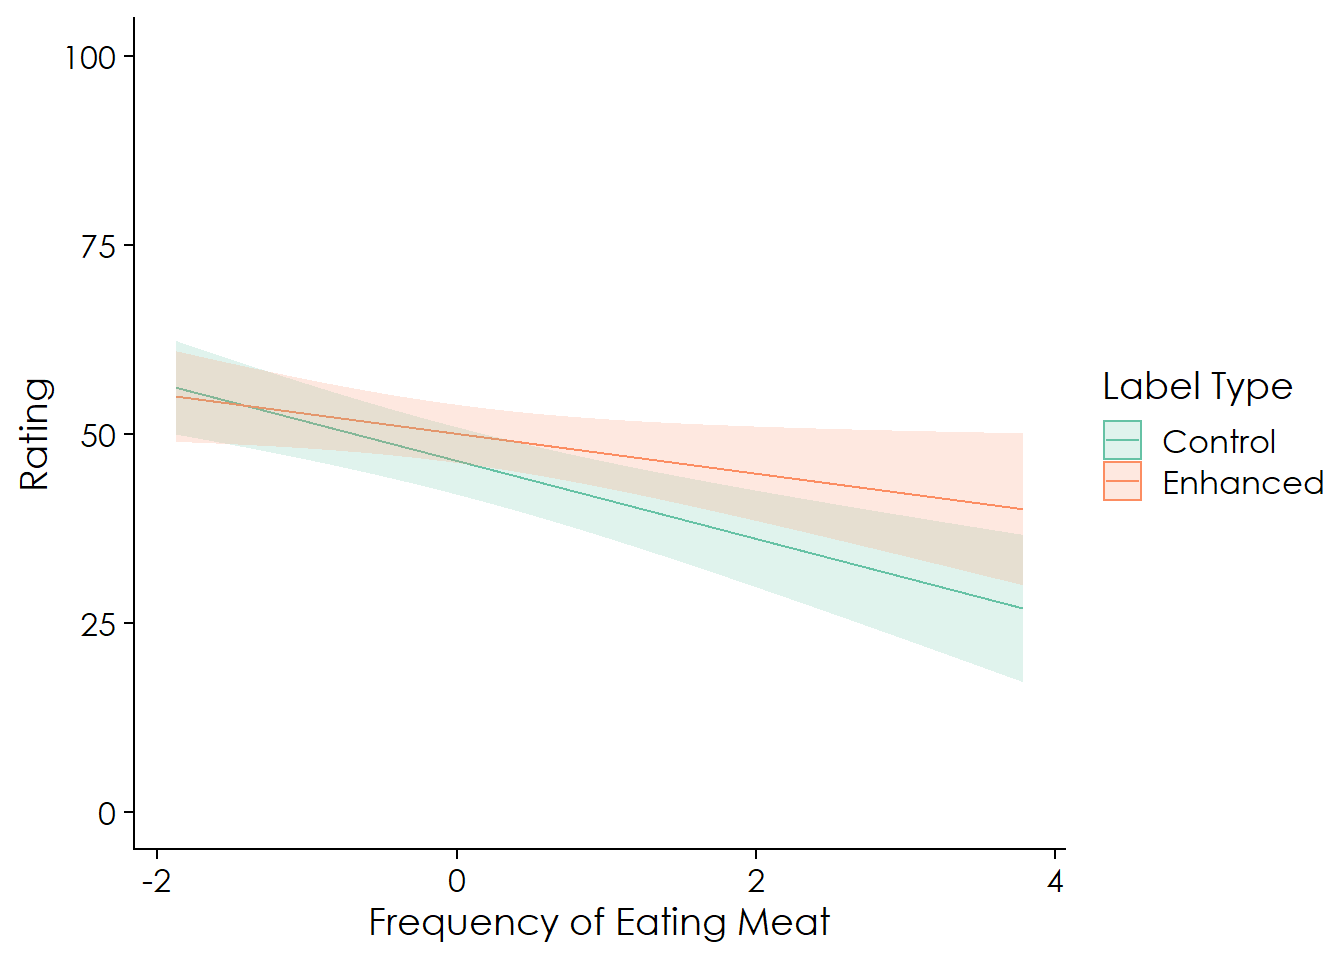 100
75
50
25
0
Rating
-2 0 2 4
Frequency of Eating Meat
Label Type
Control
Enhanced